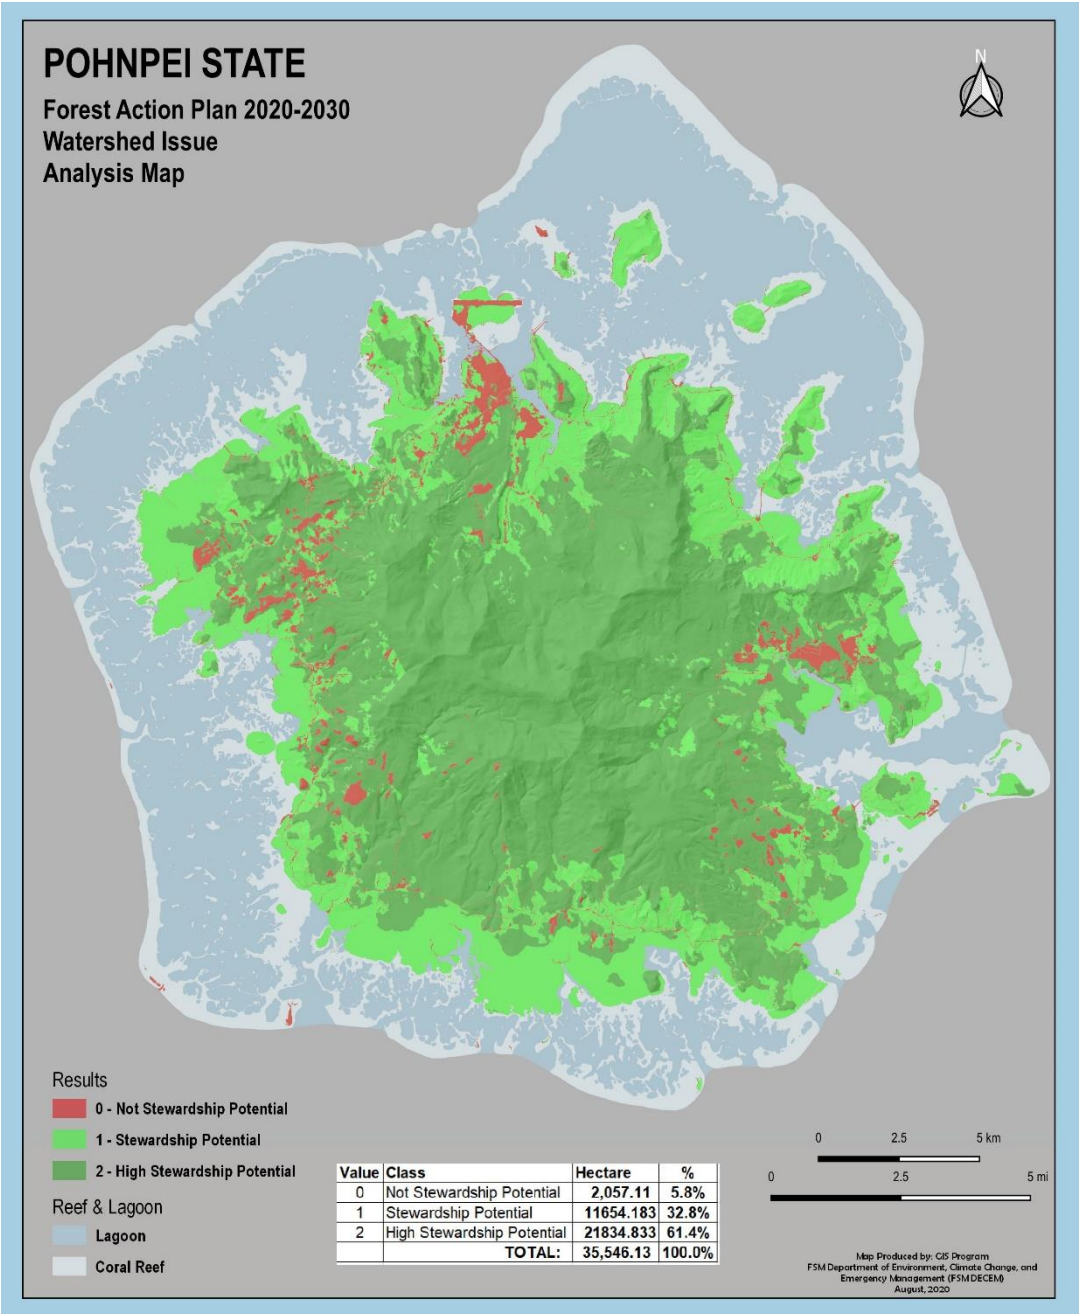 POHNPEI STATE
Forest Action Plan 2020-2030
Watershed Issue
Analysis Map
N
Results
0 - Not Stewardship Potential
1 - Stewardship Potential
2 - High Stewardship Potential
Reef & Lagoon
Lagoon
Coral Reef
Value Class Hectare %
0 Not Stewardship Potential 2,057.11 5.8%
1 Stewardship Potential 11654.183 32.8%
2 High Stewardship Potential 21834.833 61.4%
TOTAL: 35,546.13 100.0%
0 2.5 5 km
0 2.5 5 mi
Map Produced by: GIS Program
FSM Department of Environment, Climate Change, and
Emergency Management (FSM DECEM)
August, 2020